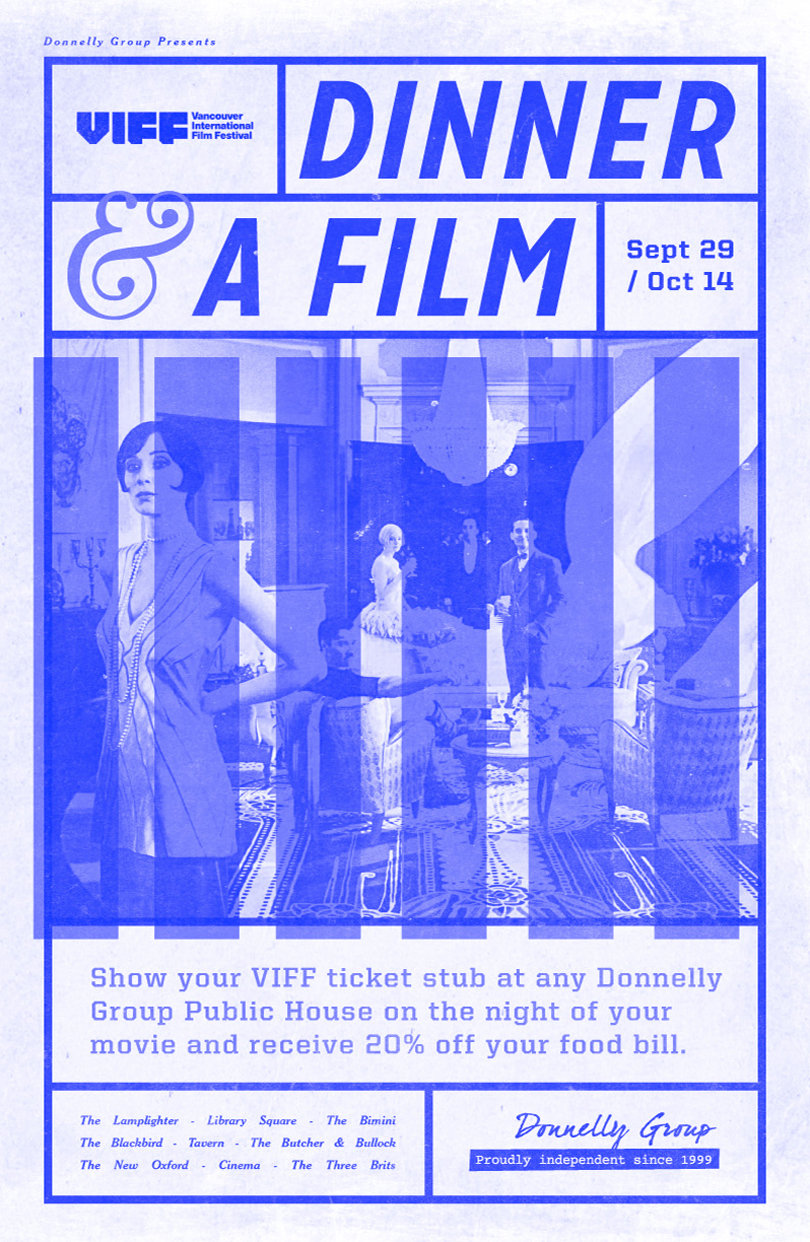 Donnelly Group Presents
VIFF Vancouver
International
Film Festival
DINNER
& A FILM
Sept 29
/ Oct 14
Show your VIFF ticket stub at any Donnelly
Group Public House on the night of your
movie and receive 20% off your food bill.
The Lamplighter - Library Square - The Bimini
The Blackbird - Tavern - The Butcher & Bullock
The New Oxford - Cinema - The Three Brits
Donnelly Group
Proudly independent since 1999